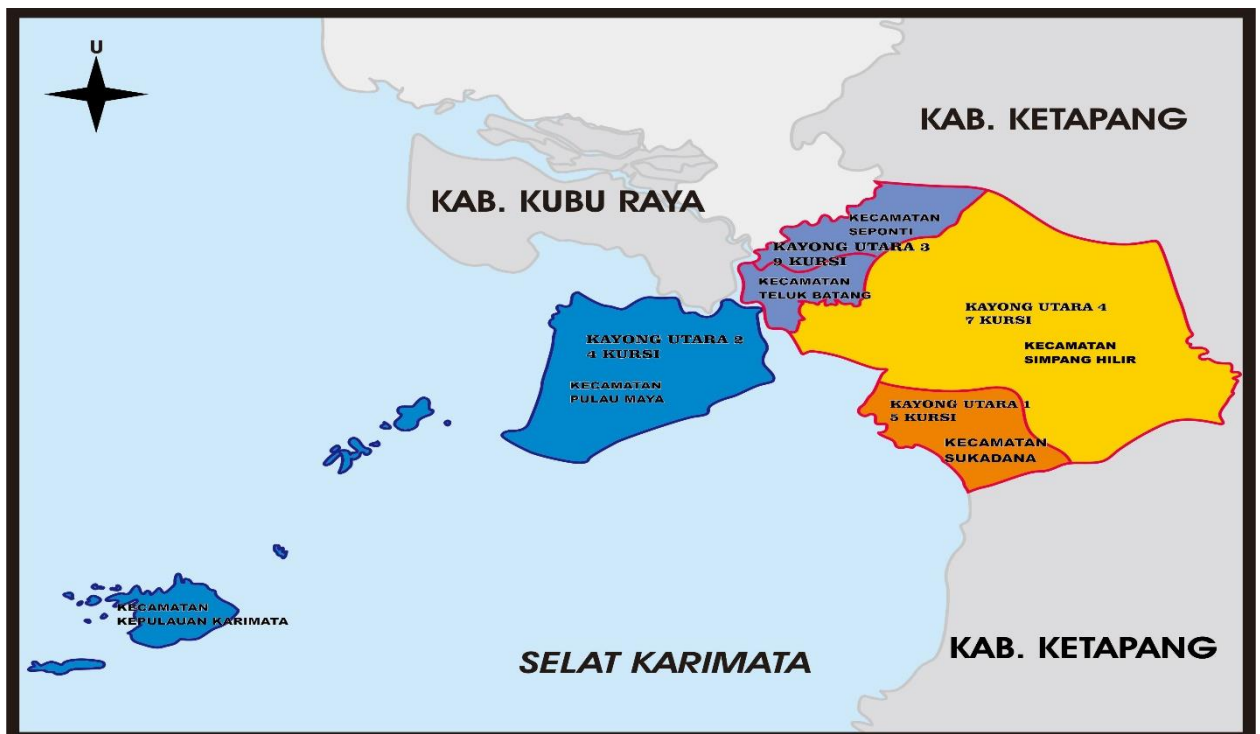 U
KAB. KETAPANG
KAB. KUBU RAYA
KECAMATAN
SEPONTI
KAYONG UTARA 3
9 KURSI
KECAMATAN
TELUK BATANG
KAYONG UTARA 4
7 KURSI
KECAMATAN
SIMPANG HILIR
KAYONG UTARA 2
4 KURSI
KECAMATAN
PULAU MAYA
KAYONG UTARA 1
5 KURSI
KECAMATAN
SUKADANA
KECAMATAN
KEPULAUAN KARIMATA
SELAT KARIMATA
KAB. KETAPANG